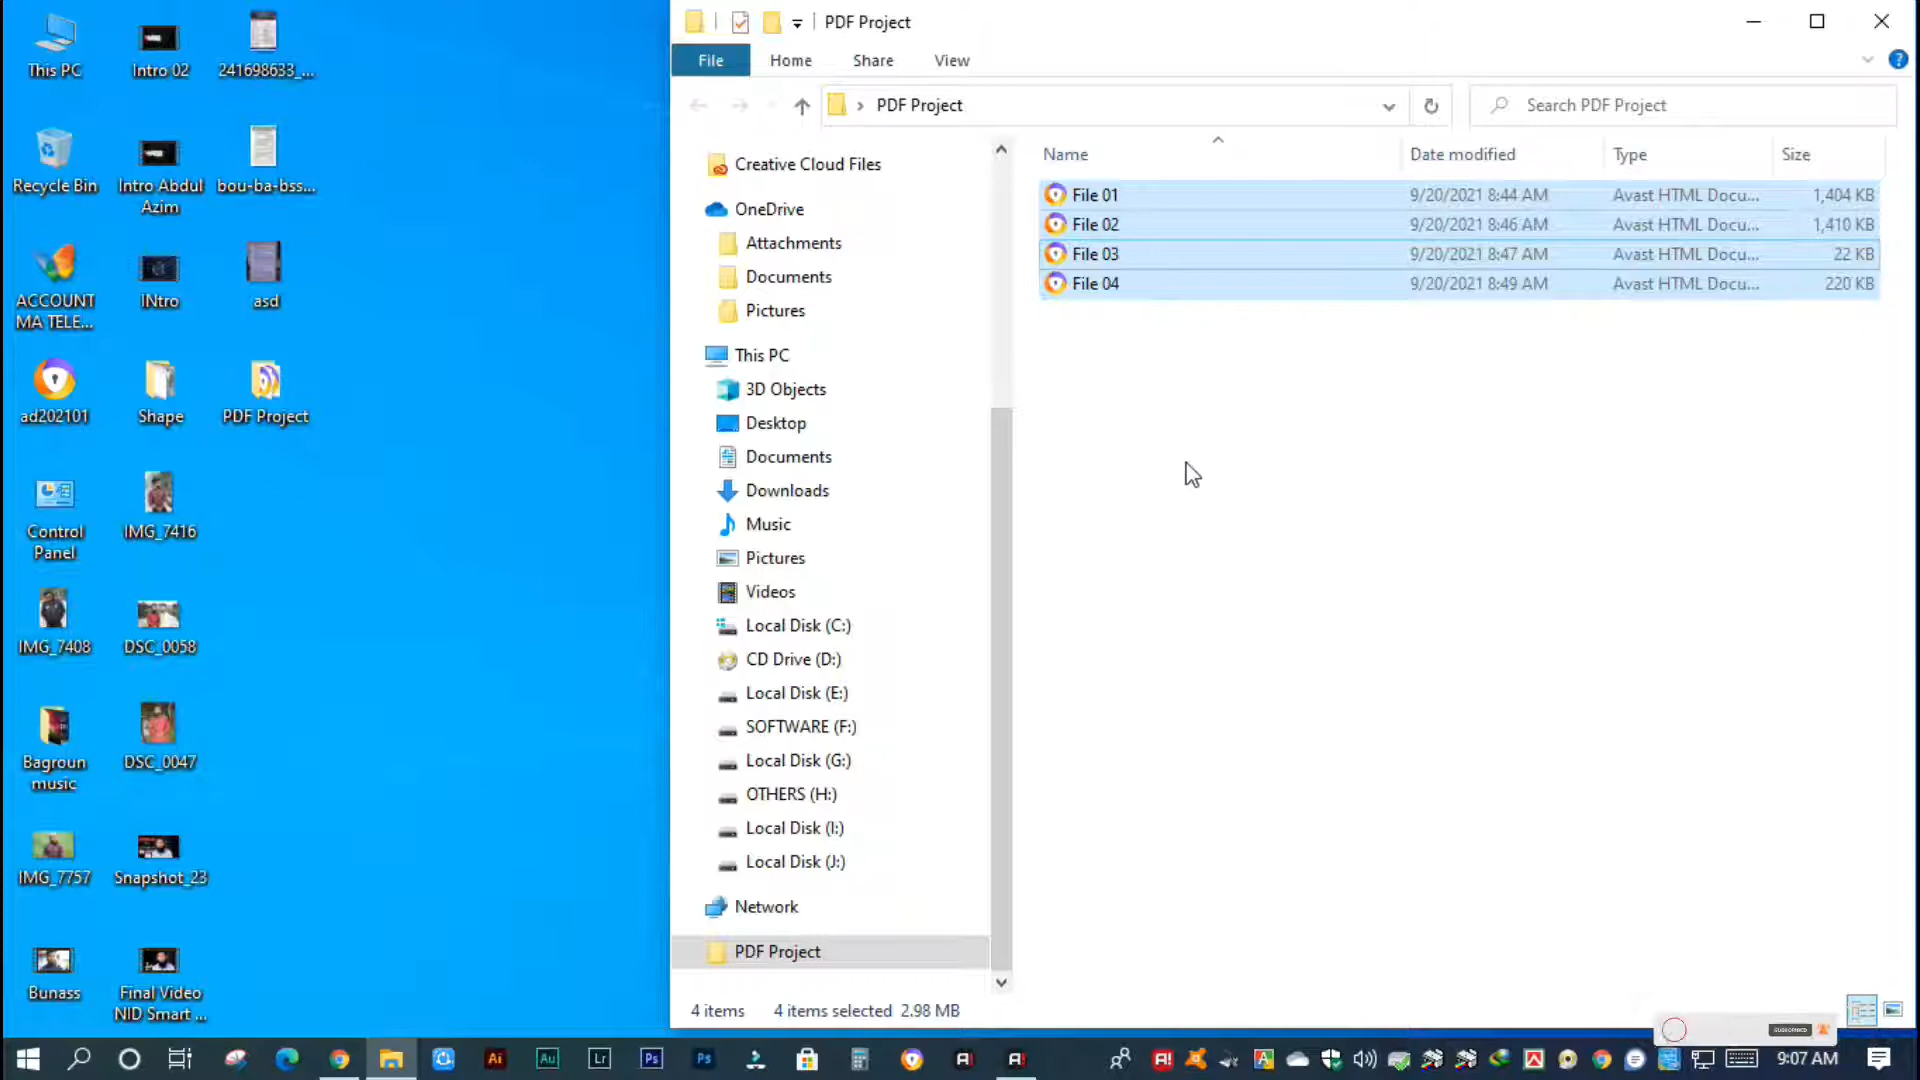 This PC
Intro 02
241698633_...
Recycle Bin
Intro Abdul
Azim
bou-ba-bss...
ACCOUNT
MA TELE...
INtro
asd
ad202101
Shape
PDF Project
Control
Panel
IMG_7416
IMG_7408
DSC_0058
Bagroun
music
DSC_0047
IMG_7757
Snapshot_23
Bunass
Final Video
NID Smart ...
PDF Project
File
Home
Share
View
PDF Project
Search PDF Project
Creative Cloud Files
OneDrive
Attachments
Documents
Pictures
This PC
3D Objects
Desktop
Documents
Downloads
Music
Pictures
Videos
Local Disk (C:)
CD Drive (D:)
Local Disk (E:)
SOFTWARE (F:)
Local Disk (G:)
OTHERS (H:)
Local Disk (I:)
Local Disk (J:)
Network
PDF Project
Name Date modified Type Size
File 01 9/20/2021 8:44 AM Avast HTML Docu... 1,404 KB
File 02 9/20/2021 8:46 AM Avast HTML Docu... 1,410 KB
File 03 9/20/2021 8:47 AM Avast HTML Docu... 22 KB
File 04 9/20/2021 8:49 AM Avast HTML Docu... 220 KB
4 items 4 items selected 2.98 MB
SUBSCRIBED
Ai
Au
Lr
Ps
Ps
A!
A!
A!
9:07 AM